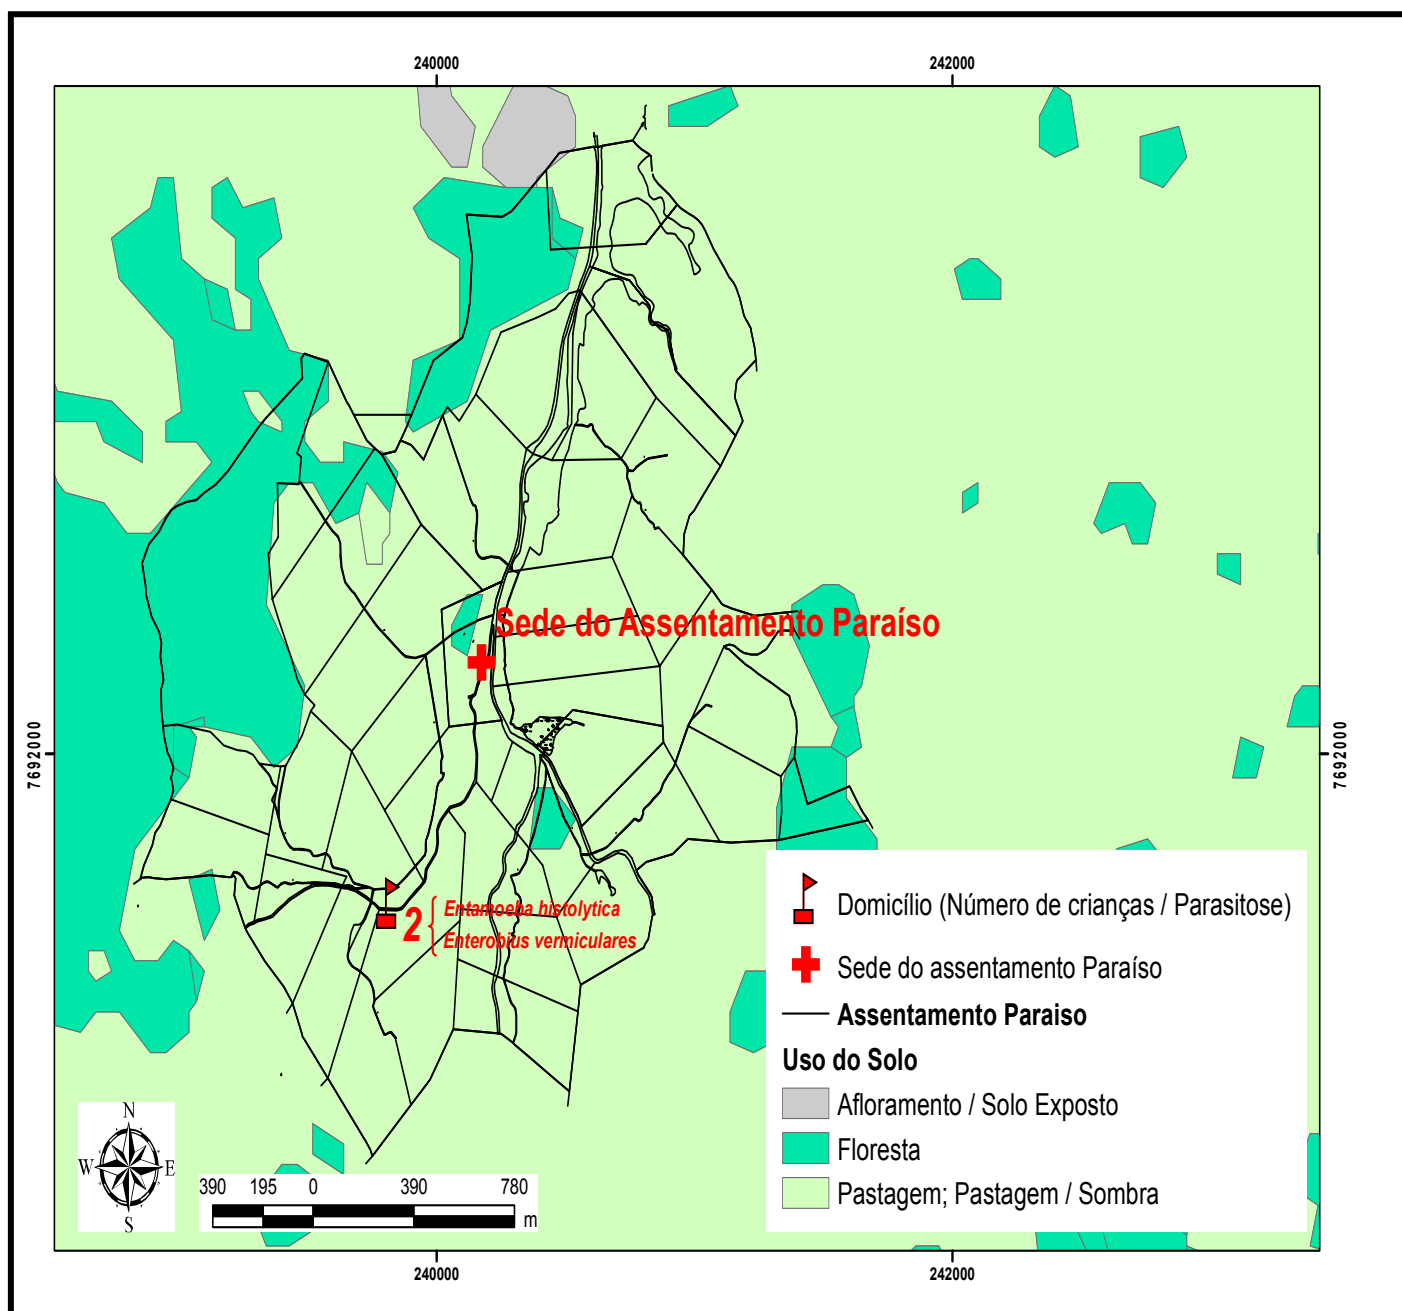 240000
242000
Sede do Assentamento Paraíso
7692000
7692000
2
Entamoeba histolytica
Enterobius vermiculares
Domicílio (Número de crianças / Parasitose)
Sede do assentamento Paraíso
Assentamento Paraiso
Uso do Solo
Afloramento / Solo Exposto
Floresta
Pastagem; Pastagem / Sombra
N
W
E
S
390 195 0 390 780
m
240000
242000